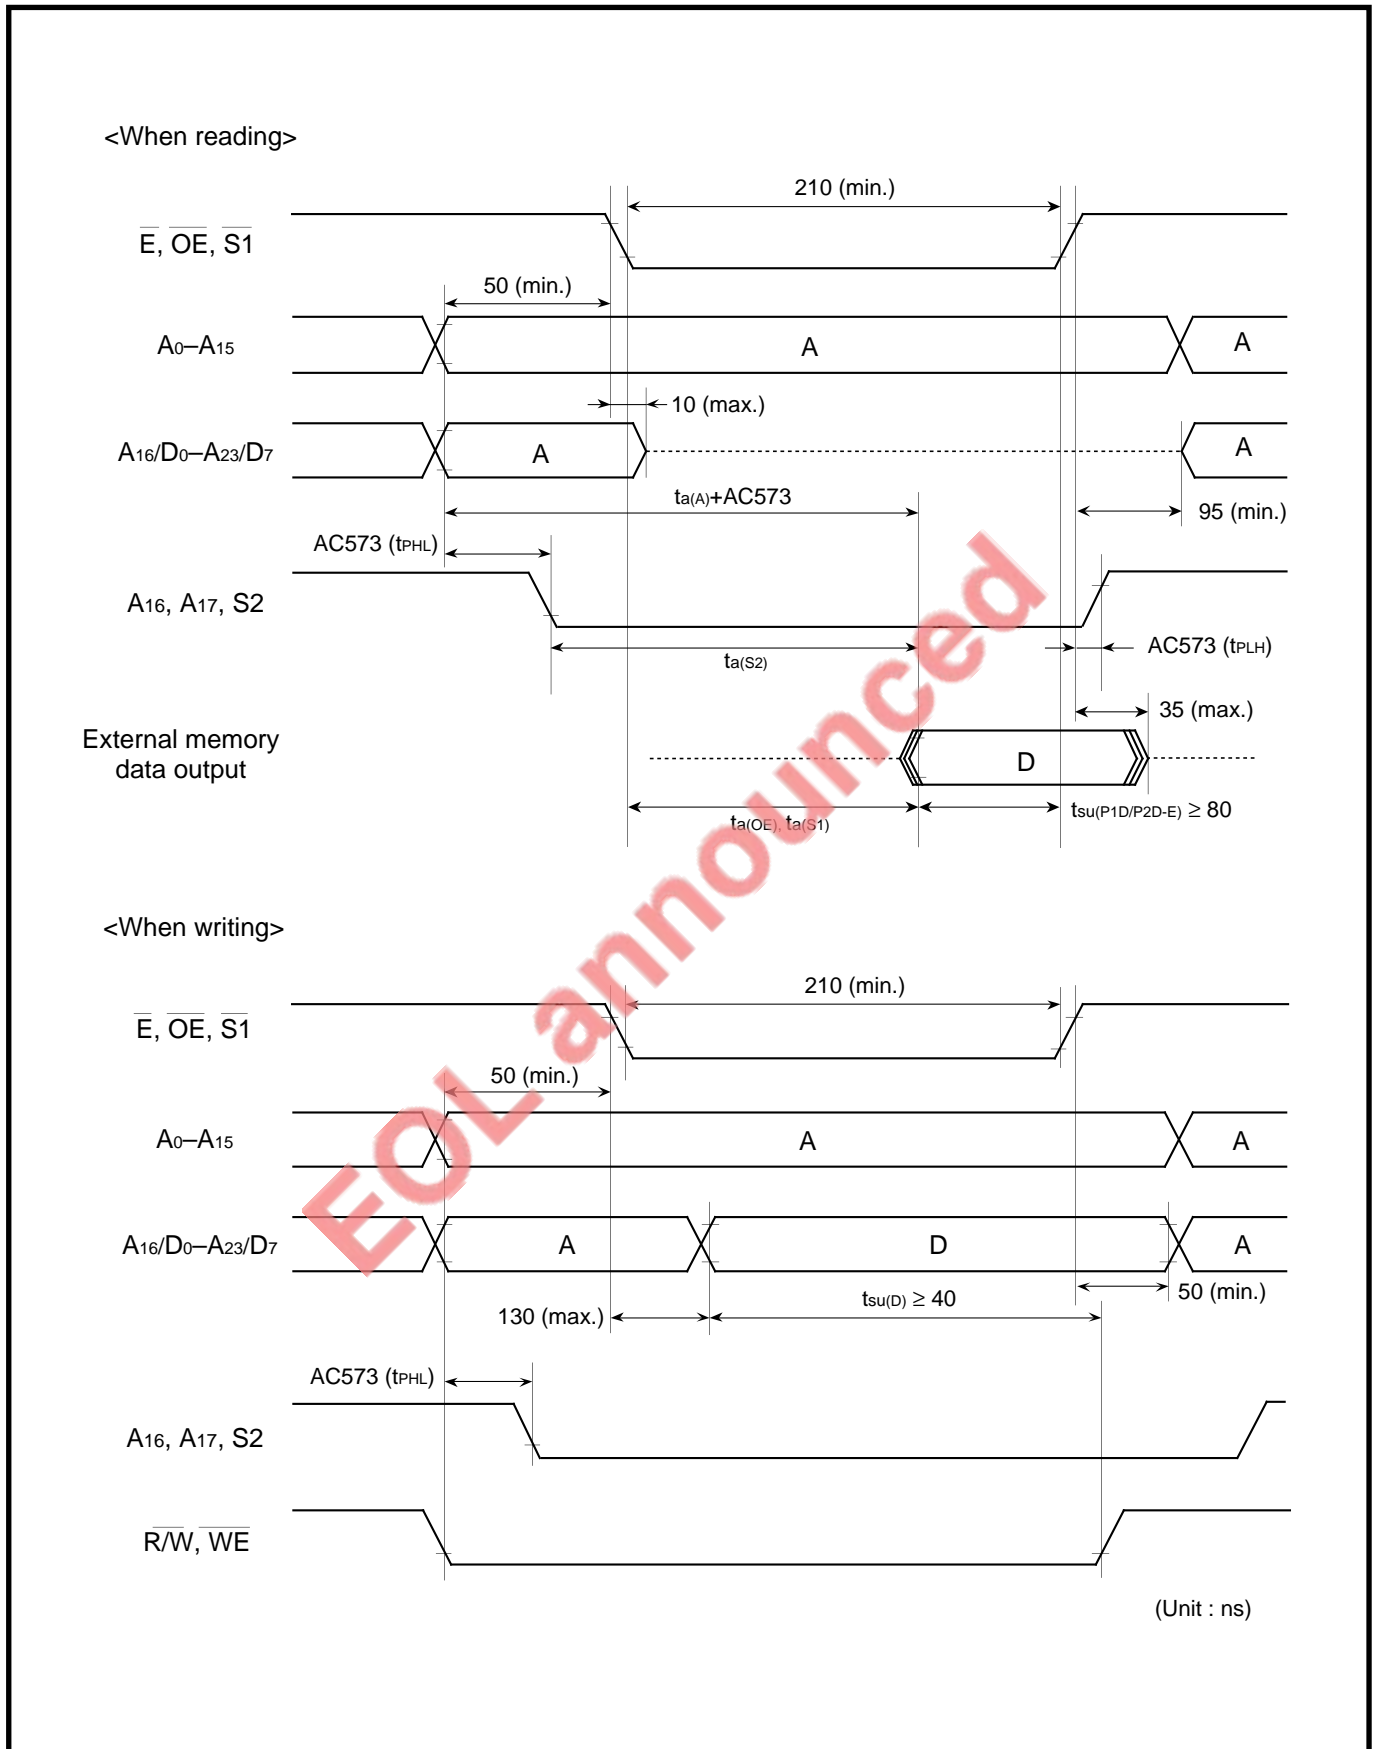 <When reading>
210 (min.)
E, OE, S1
50 (min.)
A0–A15
A
A
10 (max.)
A16/D0–A23/D7
A
A
ta(A)+AC573
95 (min.)
AC573 (tPHL)
A16, A17, S2
AC573 (tPLH)
ta(S2)
35 (max.)
External memory
data output
D
ta(OE), ta(S1)
tsu(P1D/P2D-E) ≥ 80
EOL announced
<When writing>
210 (min.)
E, OE, S1
50 (min.)
A0–A15
A
A
A16/D0–A23/D7
A
D
A
50 (min.)
tsu(D) ≥ 40
130 (max.)
AC573 (tPHL)
A16, A17, S2
R/W, WE
(Unit : ns)